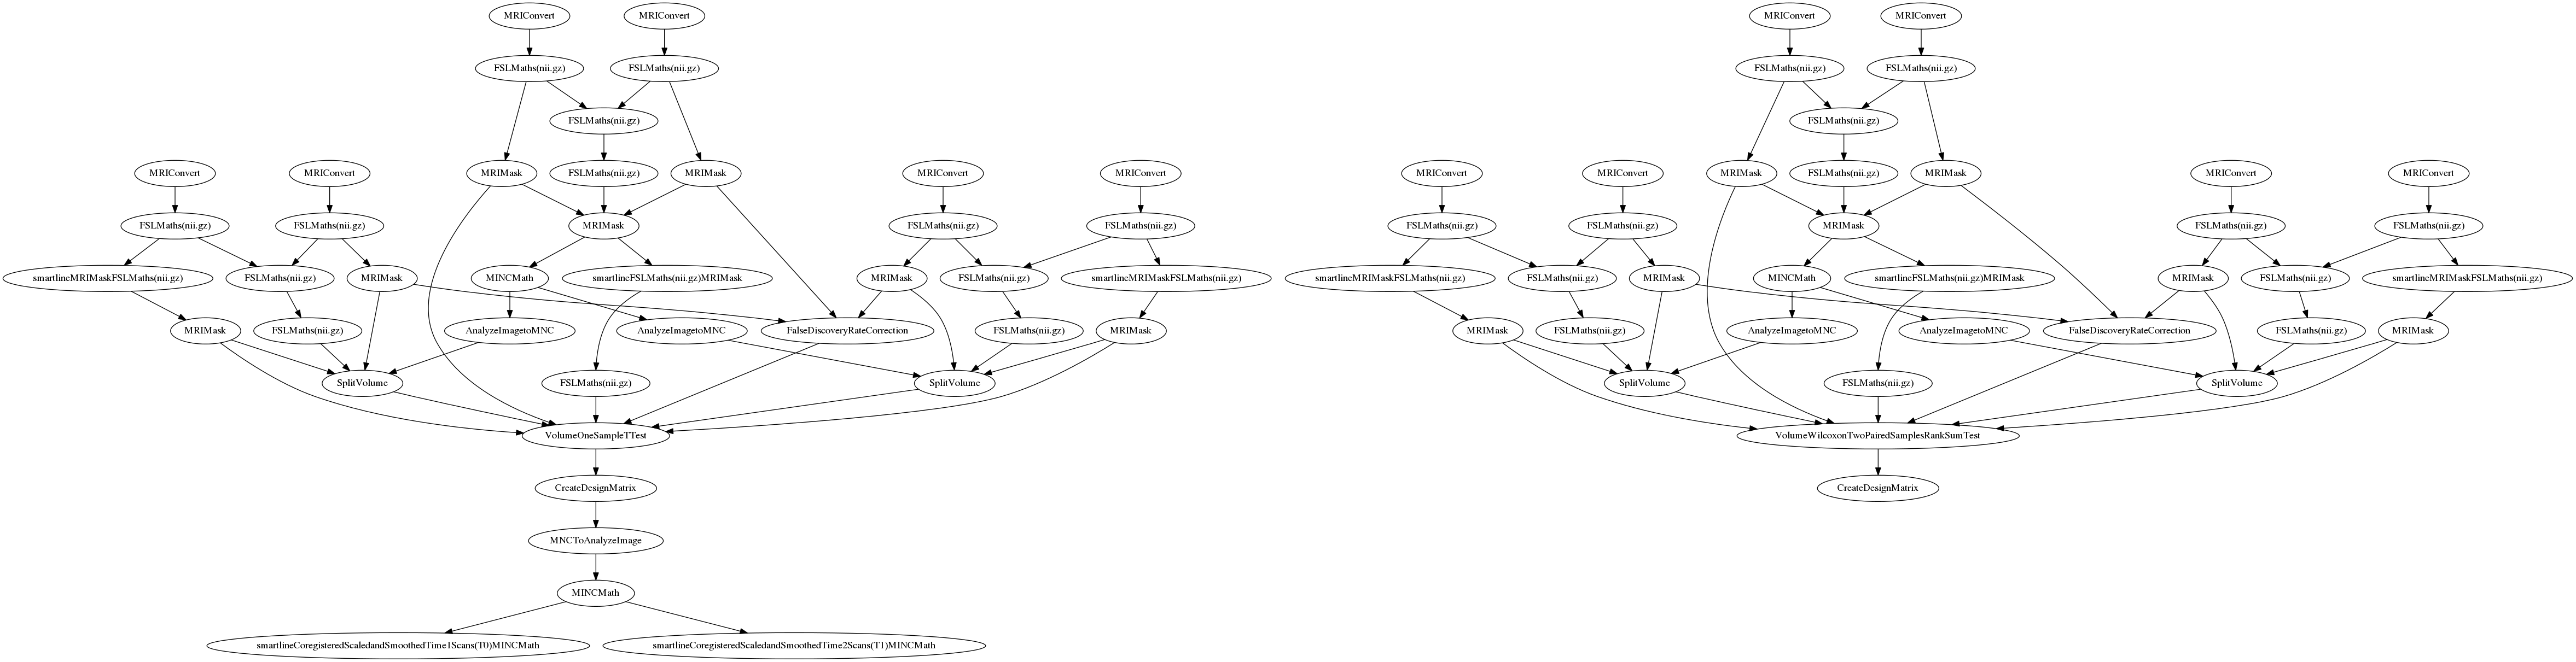 MRIConvert MRIConvert MRIConvert MRIConvert
FSLMaths(nii.gz) FSLMaths(nii.gz) FSLMaths(nii.gz) FSLMaths(nii.gz)
FSLMaths(nii.gz) FSLMaths(nii.gz)
MRIConvert MRIConvert MRIMask FSLMaths(nii.gz) MRIMask MRIConvert MRIConvert MRIConvert MRIConvert MRIMask FSLMaths(nii.gz) MRIMask MRIConvert MRIConvert
FSLMaths(nii.gz) FSLMaths(nii.gz) MRIMask FSLMaths(nii.gz) FSLMaths(nii.gz) FSLMaths(nii.gz) FSLMaths(nii.gz) MRIMask FSLMaths(nii.gz) FSLMaths(nii.gz)
smartlineMRIMaskFSLMaths(nii.gz) FSLMaths(nii.gz) MRIMask MINCMath smartlineFSLMaths(nii.gz)MRIMask MRIMask FSLMaths(nii.gz) smartlineMRIMaskFSLMaths(nii.gz) smartlineMRIMaskFSLMaths(nii.gz) FSLMaths(nii.gz) MRIMask MINCMath smartlineFSLMaths(nii.gz)MRIMask MRIMask FSLMaths(nii.gz) smartlineMRIMaskFSLMaths(nii.gz)
MRIMask FSLMaths(nii.gz) AnalyzeImagetoMNC AnalyzeImagetoMNC FalseDiscoveryRateCorrection FSLMaths(nii.gz) MRIMask MRIMask FSLMaths(nii.gz) AnalyzeImagetoMNC AnalyzeImagetoMNC FalseDiscoveryRateCorrection FSLMaths(nii.gz) MRIMask
SplitVolume FSLMaths(nii.gz) SplitVolume SplitVolume FSLMaths(nii.gz) SplitVolume
VolumeOneSampleTTest VolumeWilcoxonTwoPairedSamplesRankSumTest
CreateDesignMatrix CreateDesignMatrix
MNCToAnalyzeImage
MINCMath
smartlineCoregisteredScaledandSmoothedTime1Scans(T0)MINCMath smartlineCoregisteredScaledandSmoothedTime2Scans(T1)MINCMath